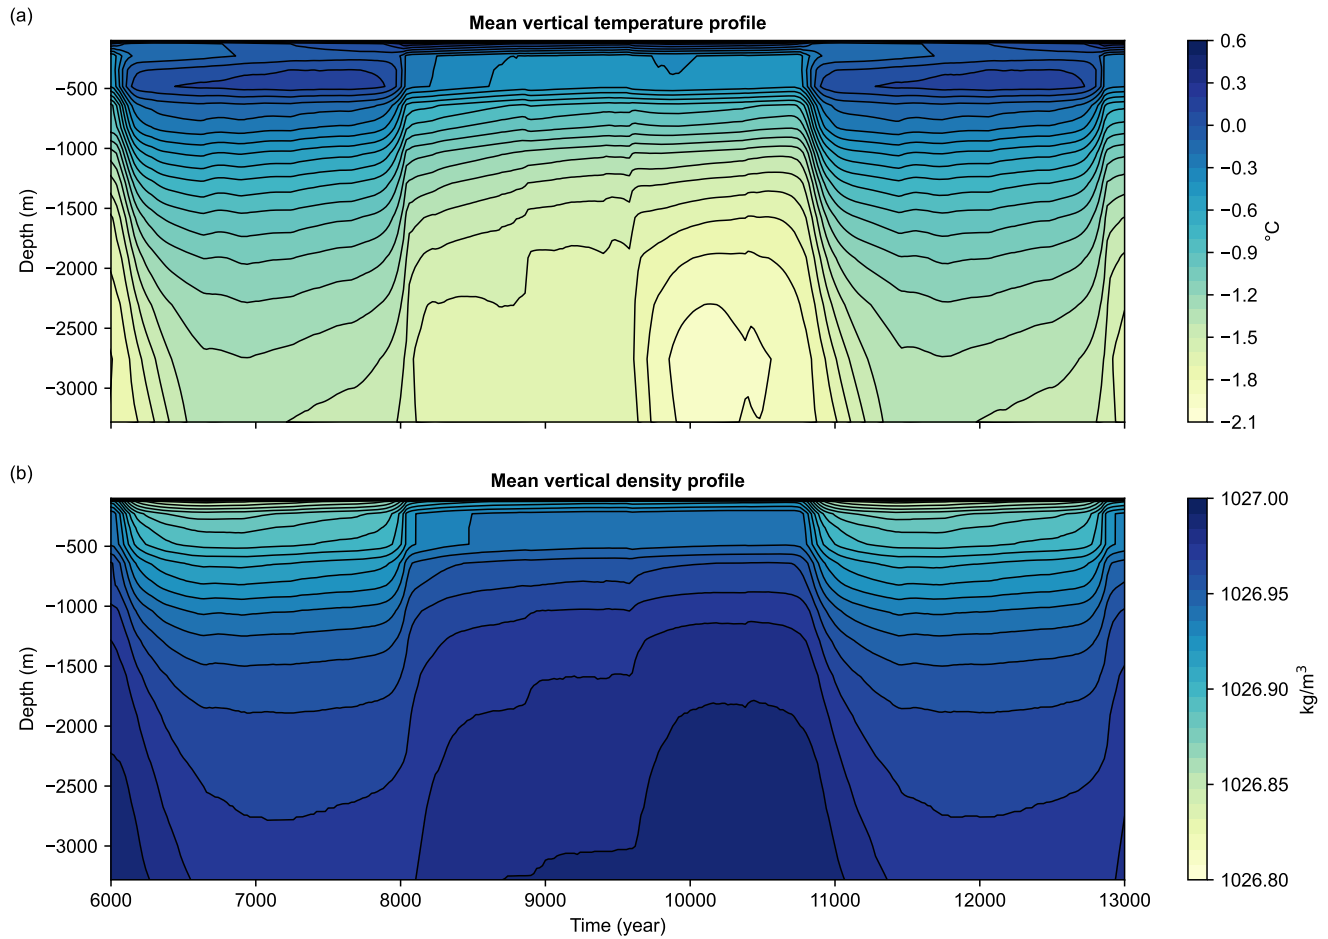 (a)
Mean vertical temperature profile
Depth (m)
−500
−1000
−1500
−2000
−2500
−3000
0.6
0.3
0.0
−0.3
−0.6
−0.9
−1.2
−1.5
−1.8
−2.1
°C
(b)
Mean vertical density profile
Depth (m)
−500
−1000
−1500
−2000
−2500
−3000
6000 7000 8000 9000 10000 11000 12000 13000
Time (year)
1027.00
1026.95
1026.90
1026.85
1026.80
kg/m³